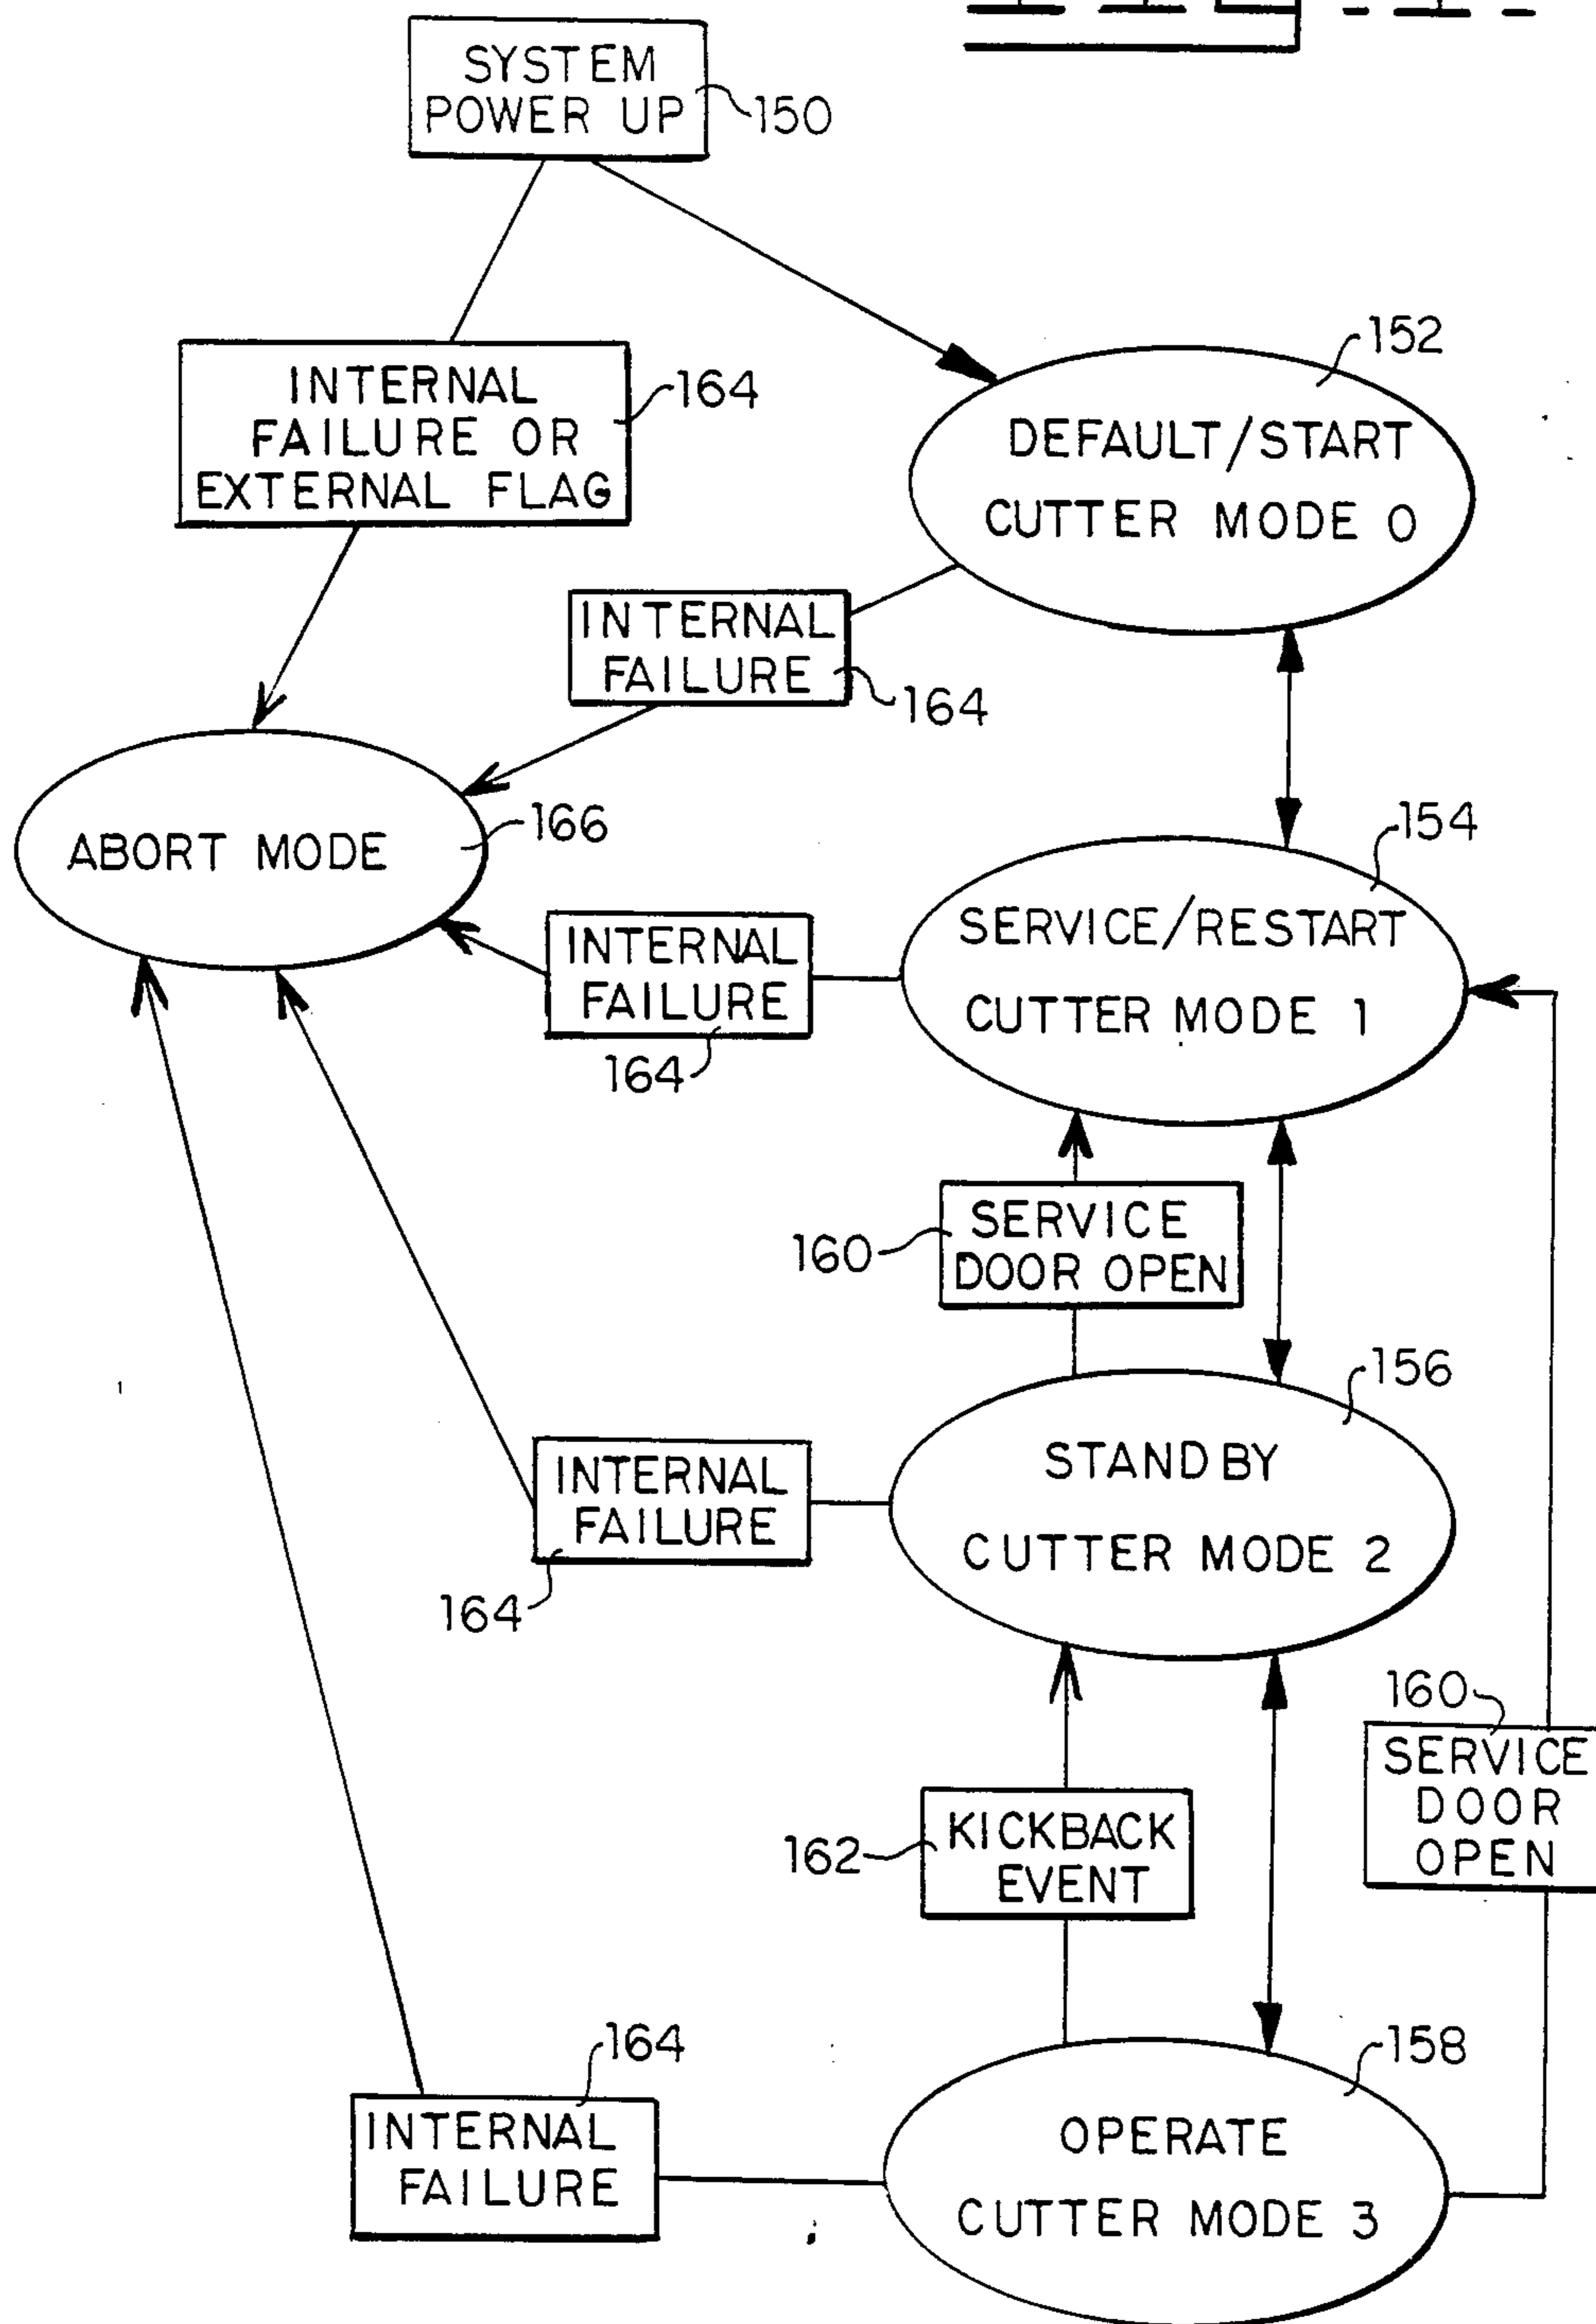 SYSTEM
POWER UP
150
INTERNAL
FAILURE OR
EXTERNAL FLAG
164
152
DEFAULT/START
CUTTER MODE 0
INTERNAL
FAILURE
164
ABORT MODE
166
154
SERVICE/RESTART
CUTTER MODE 1
INTERNAL
FAILURE
164
160
SERVICE
DOOR OPEN
156
STANDBY
CUTTER MODE 2
INTERNAL
FAILURE
164
160
SERVICE
DOOR
OPEN
162
KICKBACK
EVENT
164
INTERNAL
FAILURE
158
OPERATE
CUTTER MODE 3